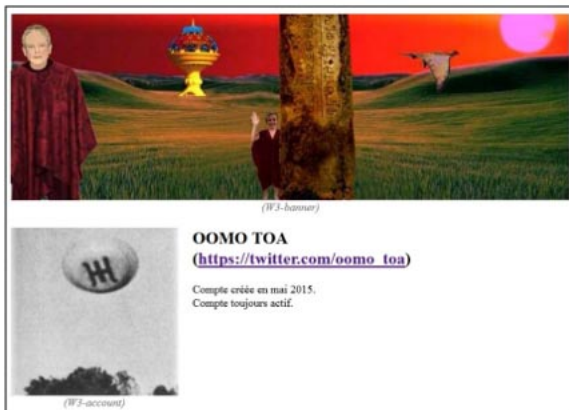 (W3-banner)
OOMO TOA
(https://twitter.com/oomo_toa)
Compte créée en mai 2015.
Compte toujours actif.
(W3-account)